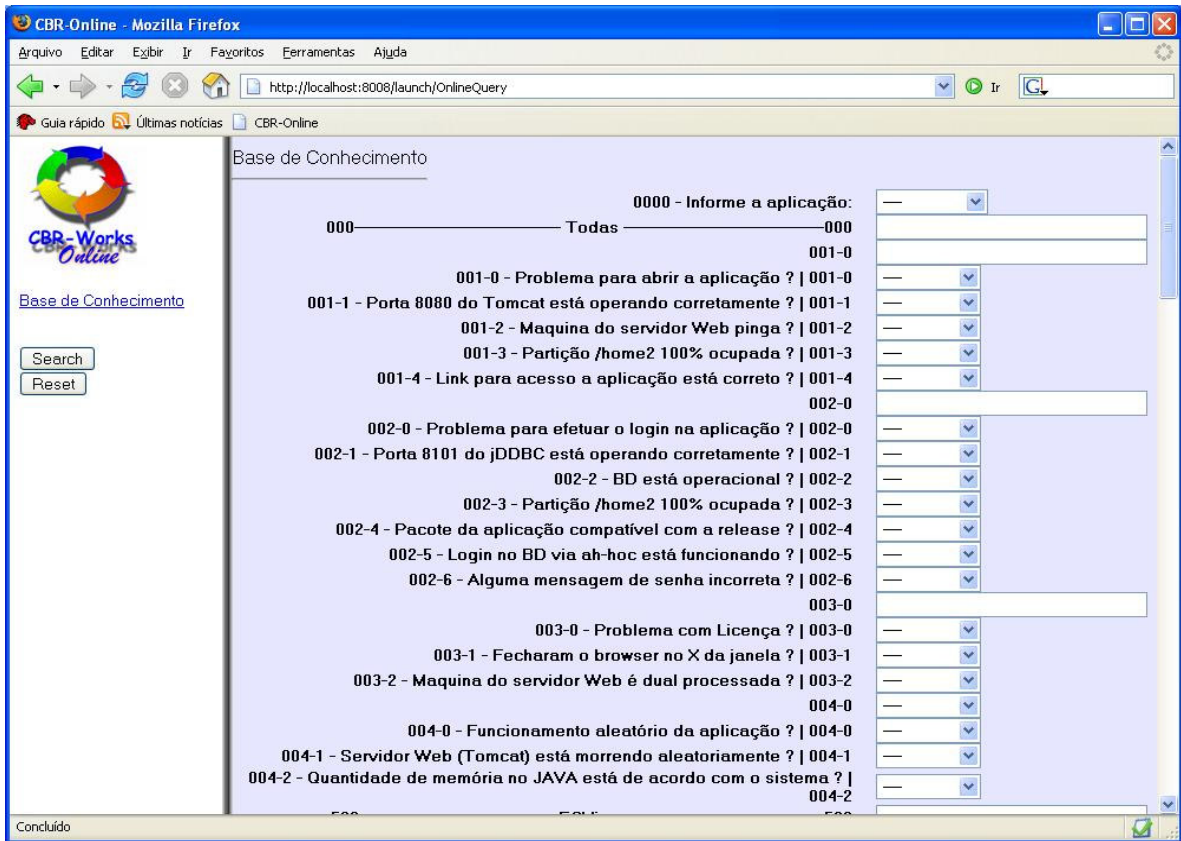 CBR-Online - Mozilla Firefox
Arquivo Editar Exibir Ir Favoritos Ferramentas Ajuda
http://localhost:8008/launch/OnlineQuery
Ir
G
Guia rápido Últimas notícias CBR-Online
CBR-Works
Online
Base de Conhecimento
Search
Reset
Base de Conhecimento
0000 - Informe a aplicação: —
000 Todas 000
001-0
001-0 - Problema para abrir a aplicação ? | 001-0 —
001-1 - Porta 8080 do Tomcat está operando corretamente ? | 001-1 —
001-2 - Maquina do servidor Web pinga ? | 001-2 —
001-3 - Partição /home2 100% ocupada ? | 001-3 —
001-4 - Link para acesso a aplicação está correto ? | 001-4 —
002-0
002-0 - Problema para efetuar o login na aplicação ? | 002-0 —
002-1 - Porta 8101 do jDDBC está operando corretamente ? | 002-1 —
002-2 - BD está operacional ? | 002-2 —
002-3 - Partição /home2 100% ocupada ? | 002-3 —
002-4 - Pacote da aplicação compatível com a release ? | 002-4 —
002-5 - Login no BD via ah-hoc está funcionando ? | 002-5 —
002-6 - Alguma mensagem de senha incorreta ? | 002-6 —
003-0
003-0 - Problema com Licença ? | 003-0 —
003-1 - Fecharam o browser no X da janela ? | 003-1 —
003-2 - Maquina do servidor Web é dual processada ? | 003-2 —
004-0 —
004-0 - Funcionamento aleatório da aplicação ? | 004-0 —
004-1 - Servidor Web (Tomcat) está morrendo aleatoriamente ? | 004-1 —
004-2 - Quantidade de memória no JAVA está de acordo com o sistema ? |
004-2 —
Concluído